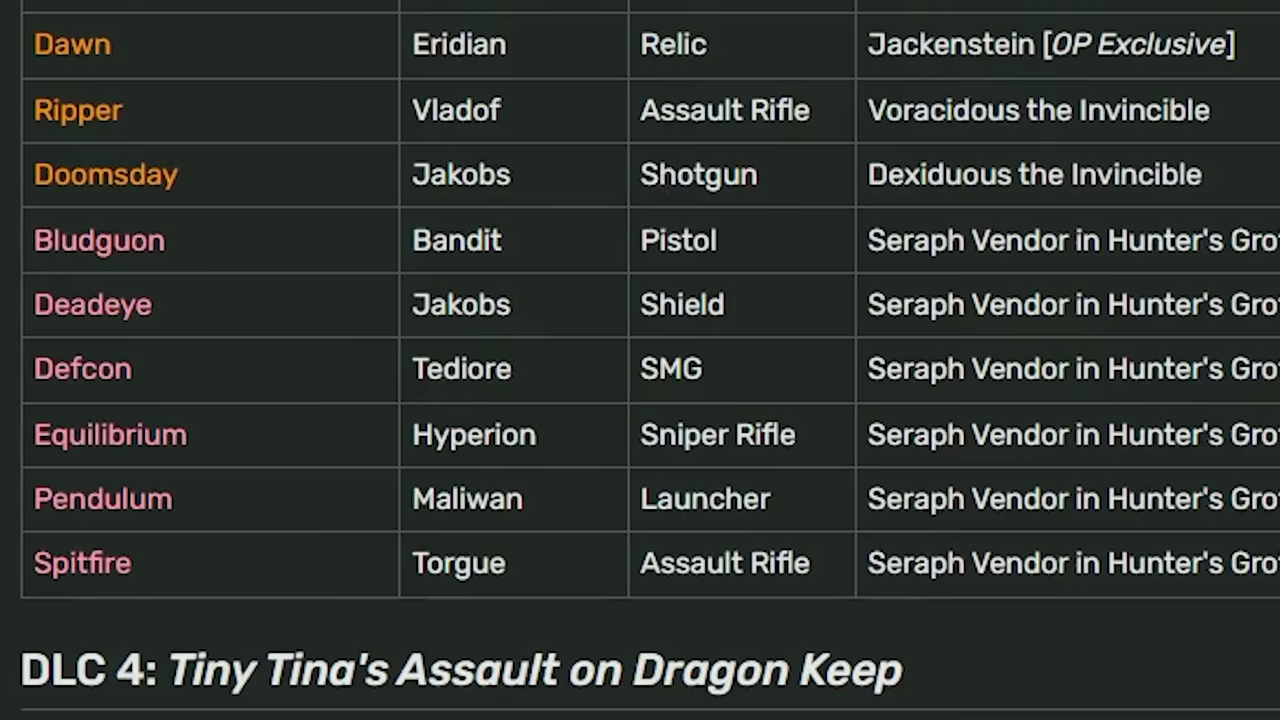 Dawn Eridian Relic Jackenstein [OP Exclusive]
Ripper Vladof Assault Rifle Voracidous the Invincible
Doomsday Jakobs Shotgun Dexiduous the Invincible
Bludguon Bandit Pistol Seraph Vendor in Hunter's
Deadeye Jakobs Shield Seraph Vendor in Hunter's
Defcon Tediore SMG Seraph Vendor in Hunter's
Equilibrium Hyperion Sniper Rifle Seraph Vendor in Hunter's
Pendulum Maliwan Launcher Seraph Vendor in Hunter's
Spitfire Torgue Assault Rifle Seraph Vendor in Hunter's
DLC 4: Tiny Tina's Assault on Dragon Keep